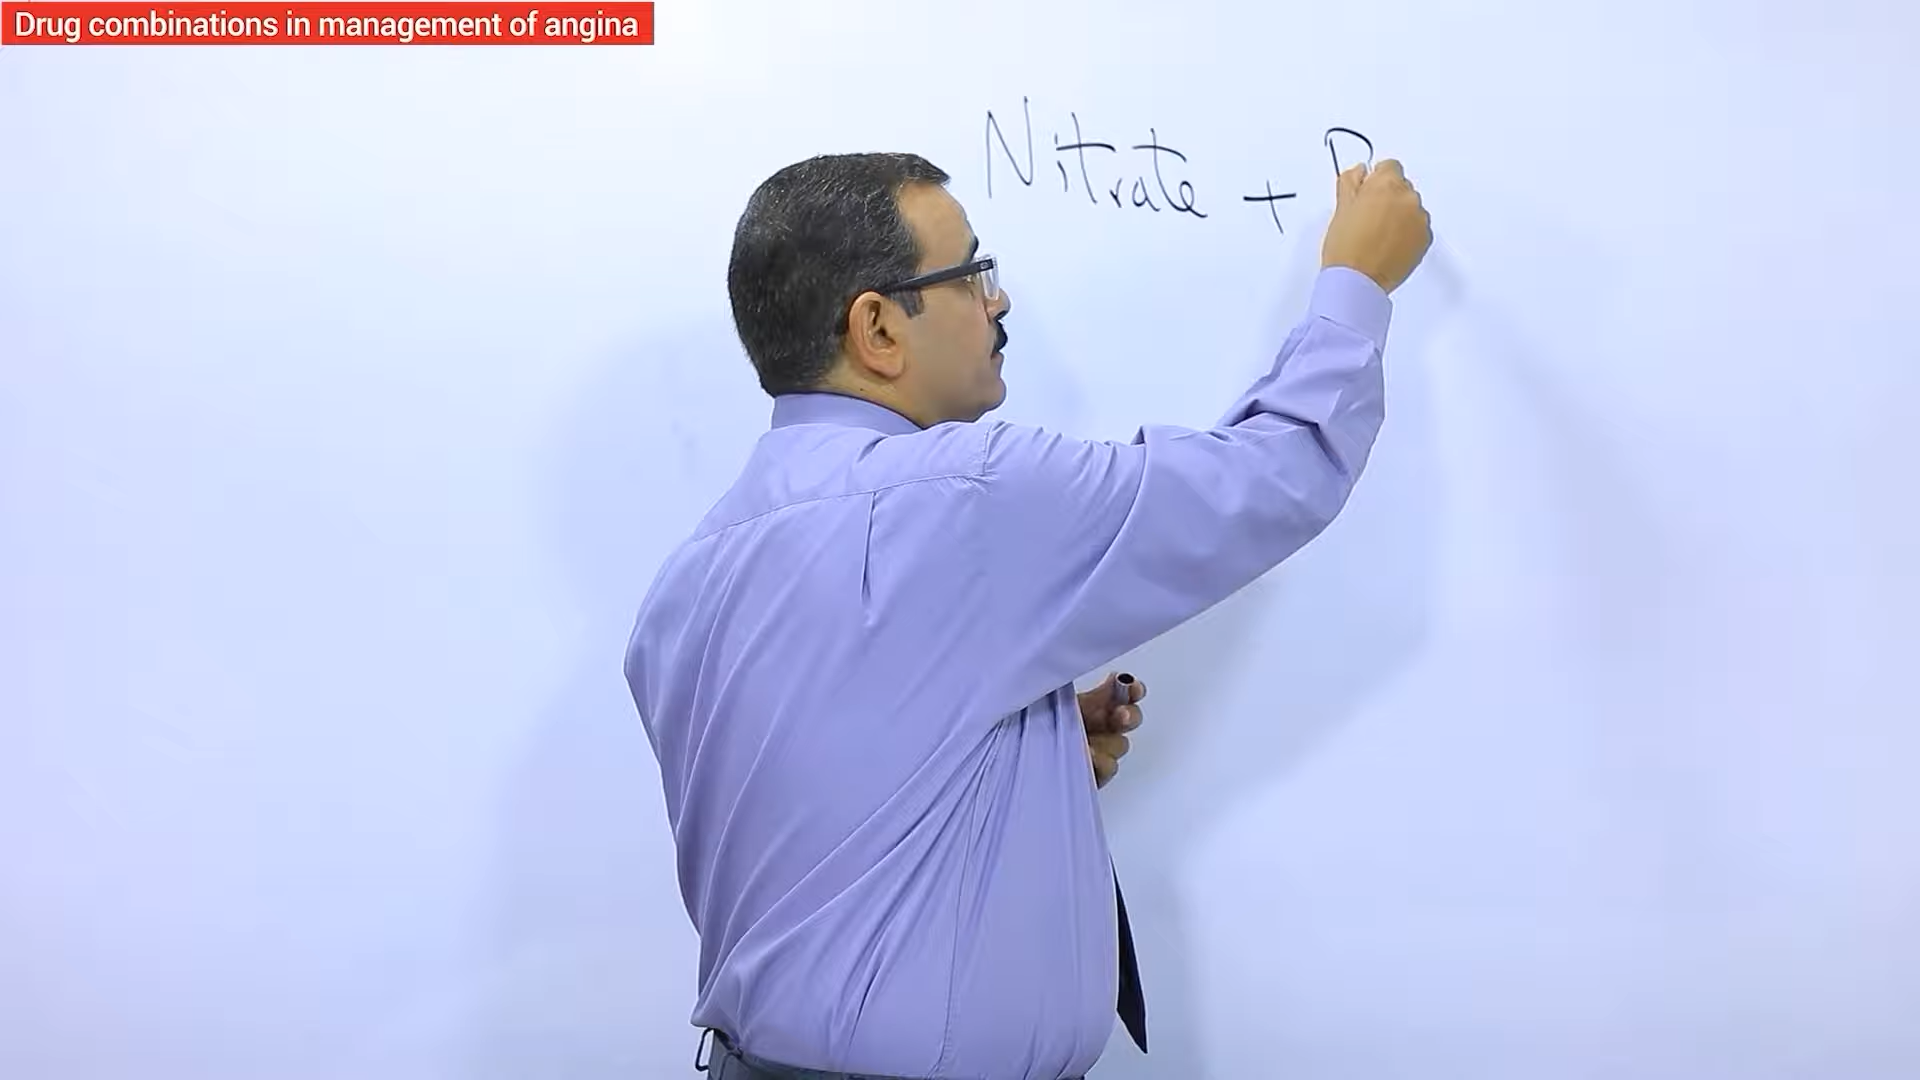 Drug combinations in management of angina
Nitrate +